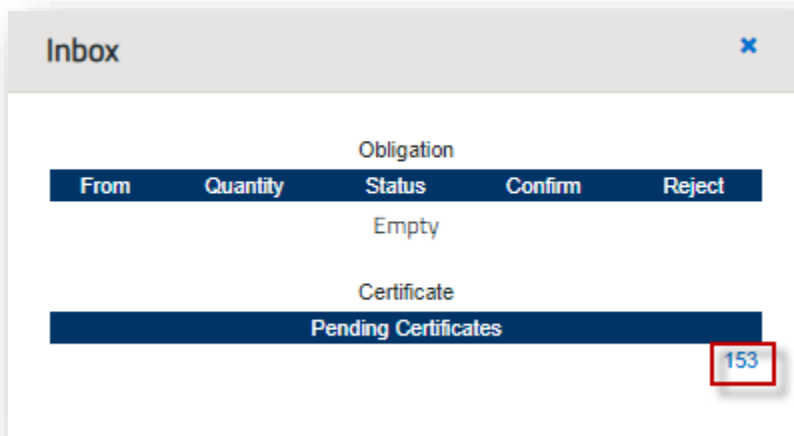 Inbox
Obligation
From Quantity Status Confirm Reject
Empty
Certificate
Pending Certificates
153